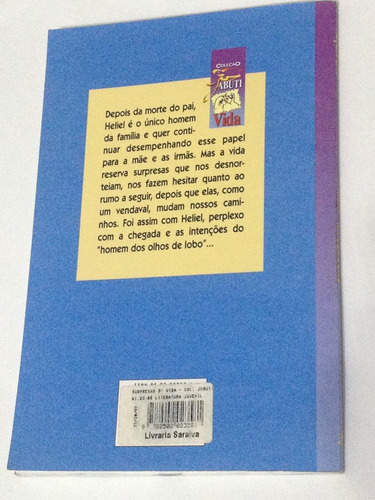 COLEÇÃO
JABUTI
Vida
Depois da morte do pai,
Heliel é o único homem
da família e quer conti-
nuar desempenhando esse papel
para a mãe e as irmãs. Mas a vida
reserva surpresas que nos desnor-
teiam, nos fazem hesitar quanto ao
rumo a seguir, depois que elas, como
um vendaval, mudam nossos cami-
nhos. Foi assim com Heliel, perplexo
com a chegada e as intenções do
"homem dos olhos de lobo"...
SURPRESAS DA VIDA - COL. JABUT
LITERATURA JUVENIL
Livraria Saraiva